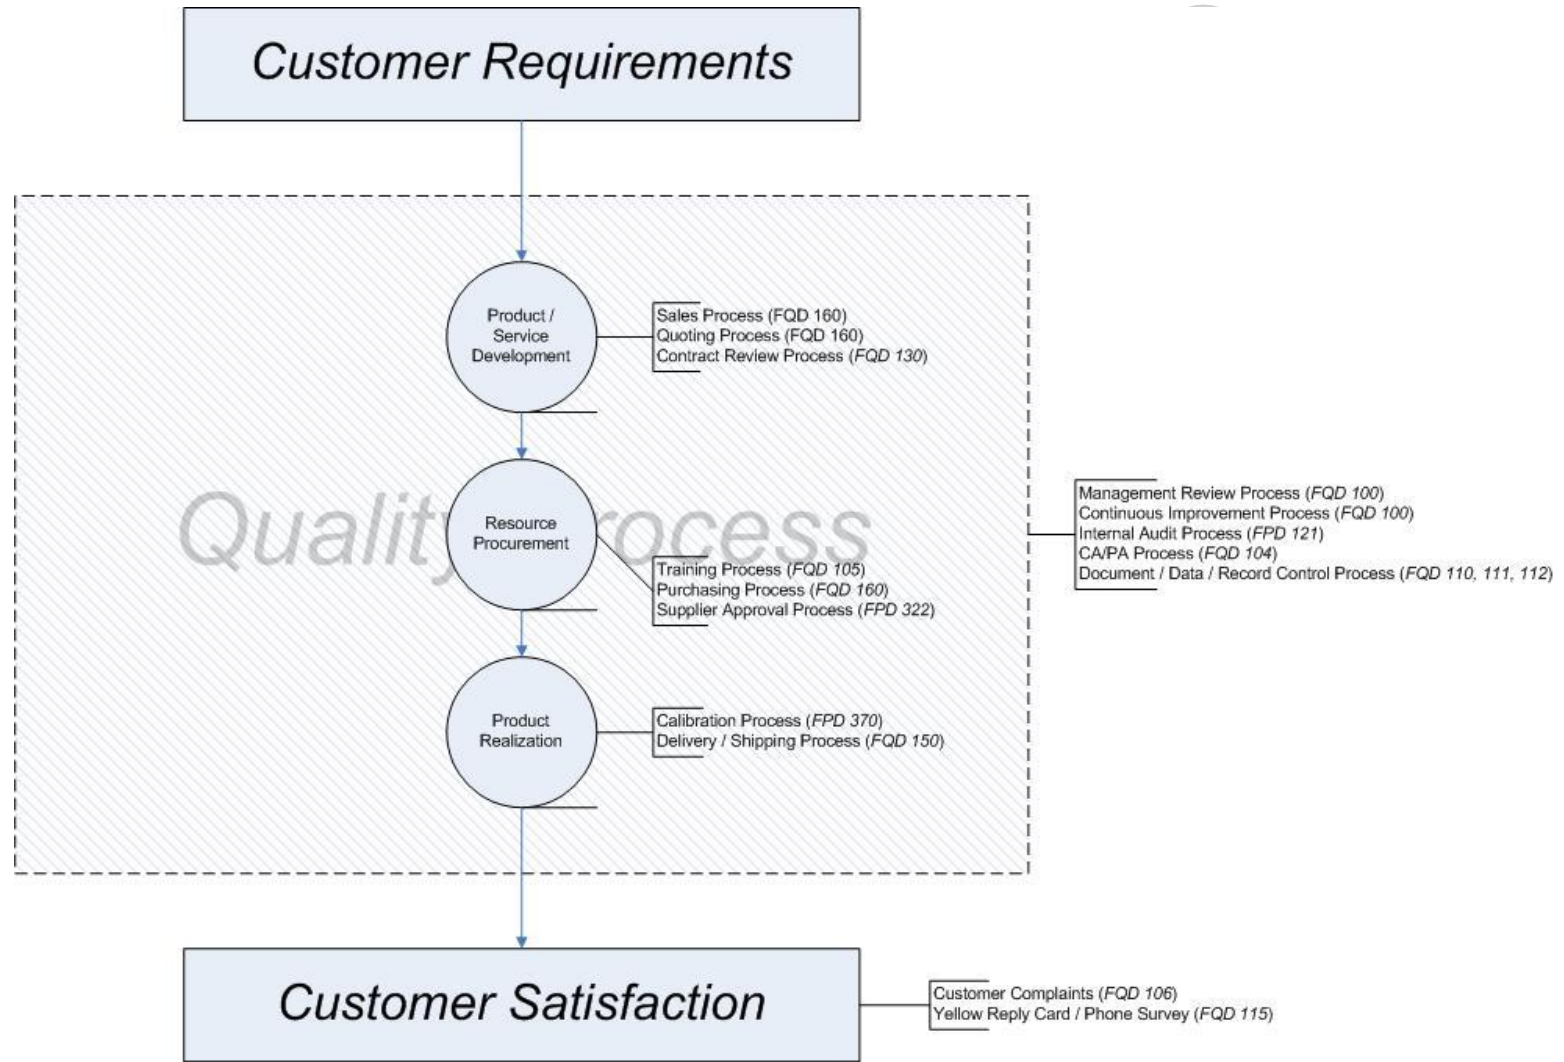 Customer Requirements
Product /
Service
Development
Sales Process (FQD 160)
Quoting Process (FQD 160)
Contract Review Process (FQD 130)
Quality Process
Resource
Procurement
Training Process (FQD 105)
Purchasing Process (FQD 160)
Supplier Approval Process (FPD 322)
Management Review Process (FQD 100)
Continuous Improvement Process (FQD 100)
Internal Audit Process (FPD 121)
CA/PA Process (FQD 104)
Document / Data / Record Control Process (FQD 110, 111, 112)
Product
Realization
Calibration Process (FPD 370)
Delivery / Shipping Process (FQD 150)
Customer Satisfaction
Customer Complaints (FQD 106)
Yellow Reply Card / Phone Survey (FQD 115)